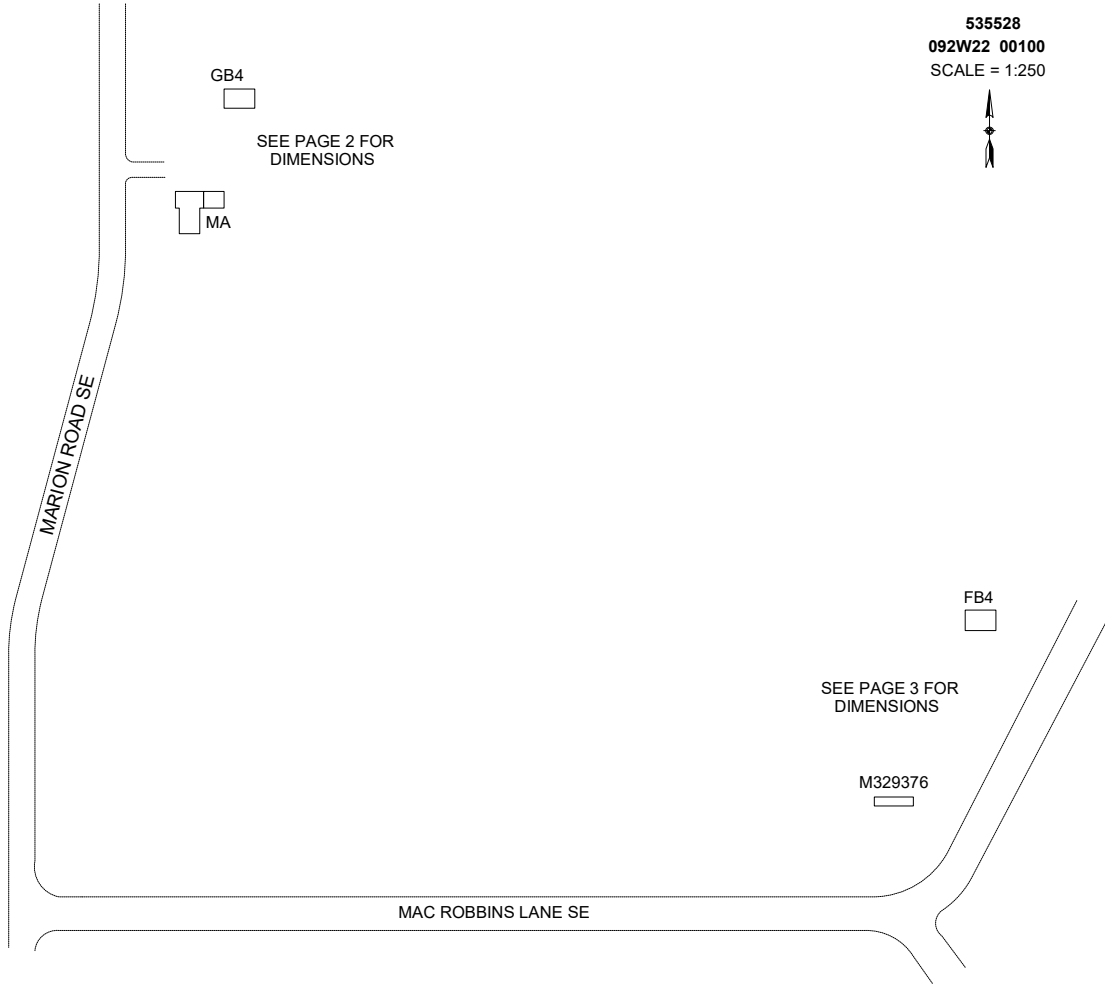 535528
092W22 00100
SCALE = 1:250
GB4
SEE PAGE 2 FOR
DIMENSIONS
MA
MARION ROAD SE
FB4
SEE PAGE 3 FOR
DIMENSIONS
M329376
MAC ROBBINS LANE SE